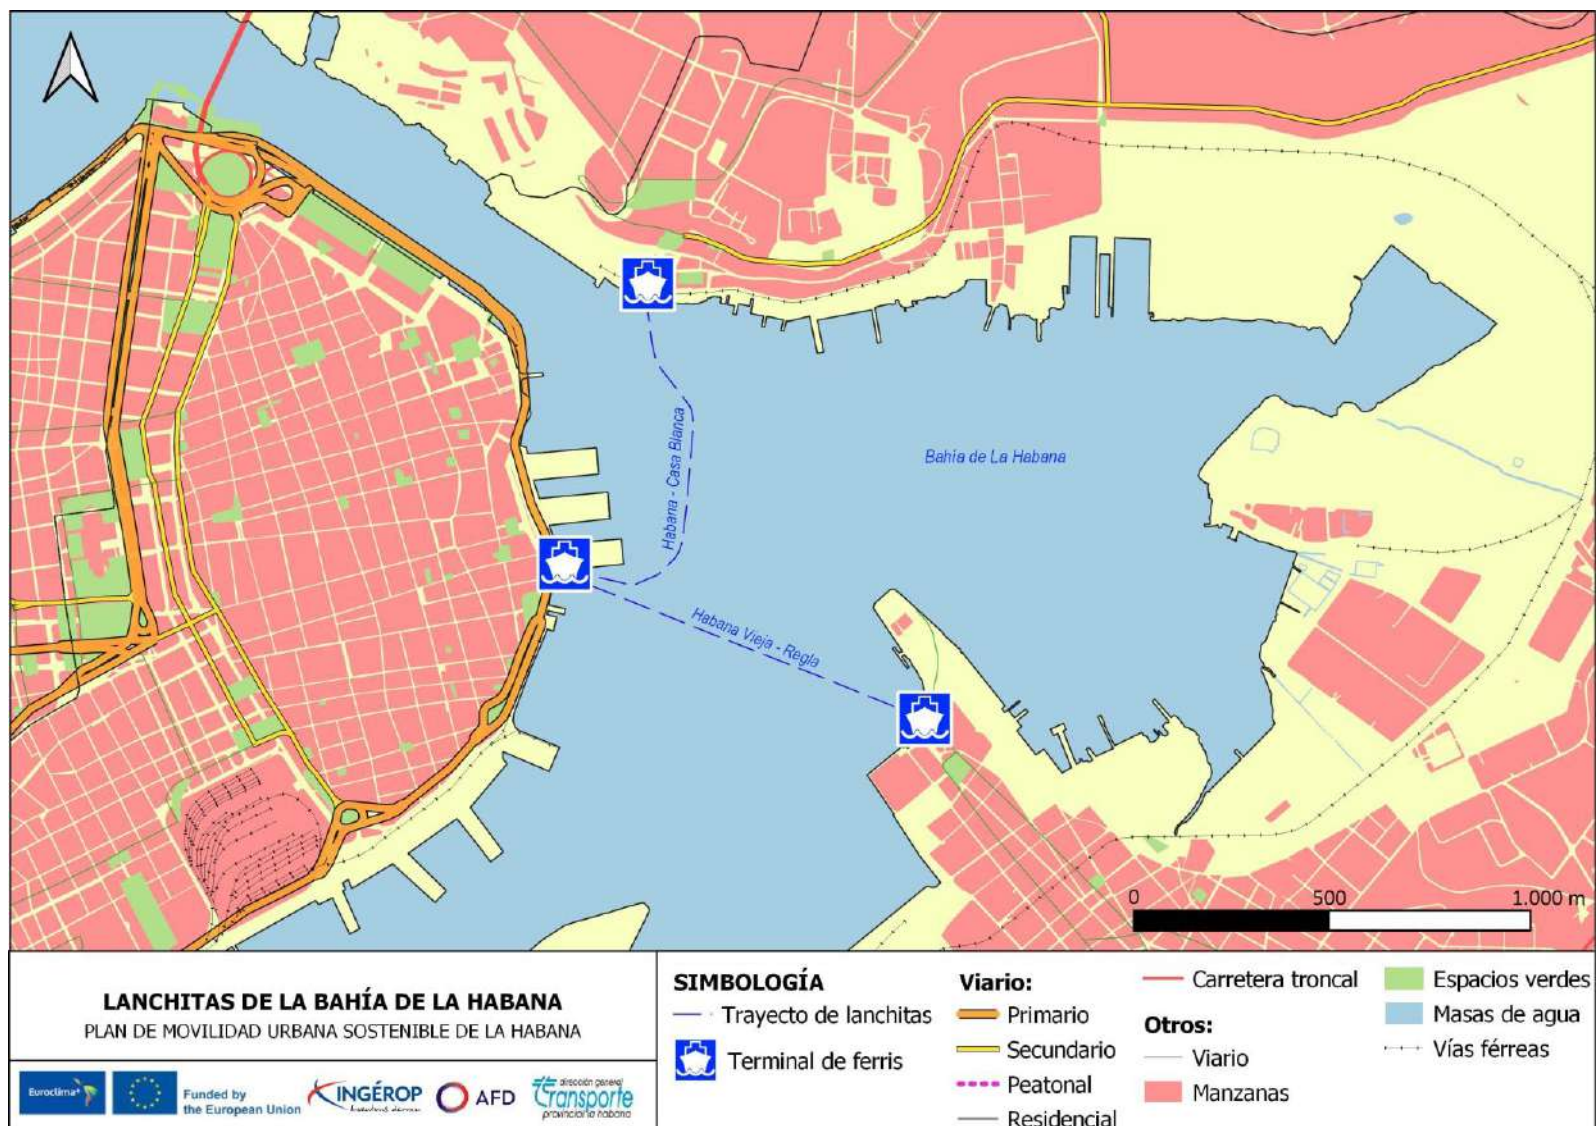 Habana - Casa Blanca
Bahia de La Habana
Habana Vieja - Regla
0 500 1.000 m
LANCHITAS DE LA BAHÍA DE LA HABANA
PLAN DE MOVILIDAD URBANA SOSTENIBLE DE LA HABANA
Euroclima+
Funded by
the European Union
INGÉROP
AFD
dirección general
Transporte
provincial la habana
SIMBOLOGÍA
Trayecto de lanchitas
Terminal de ferris
Viario:
Primario
Secundario
Peatonal
Residencial
Carretera troncal
Otros:
Viario
Manzanas
Espacios verdes
Masas de agua
Vías férreas